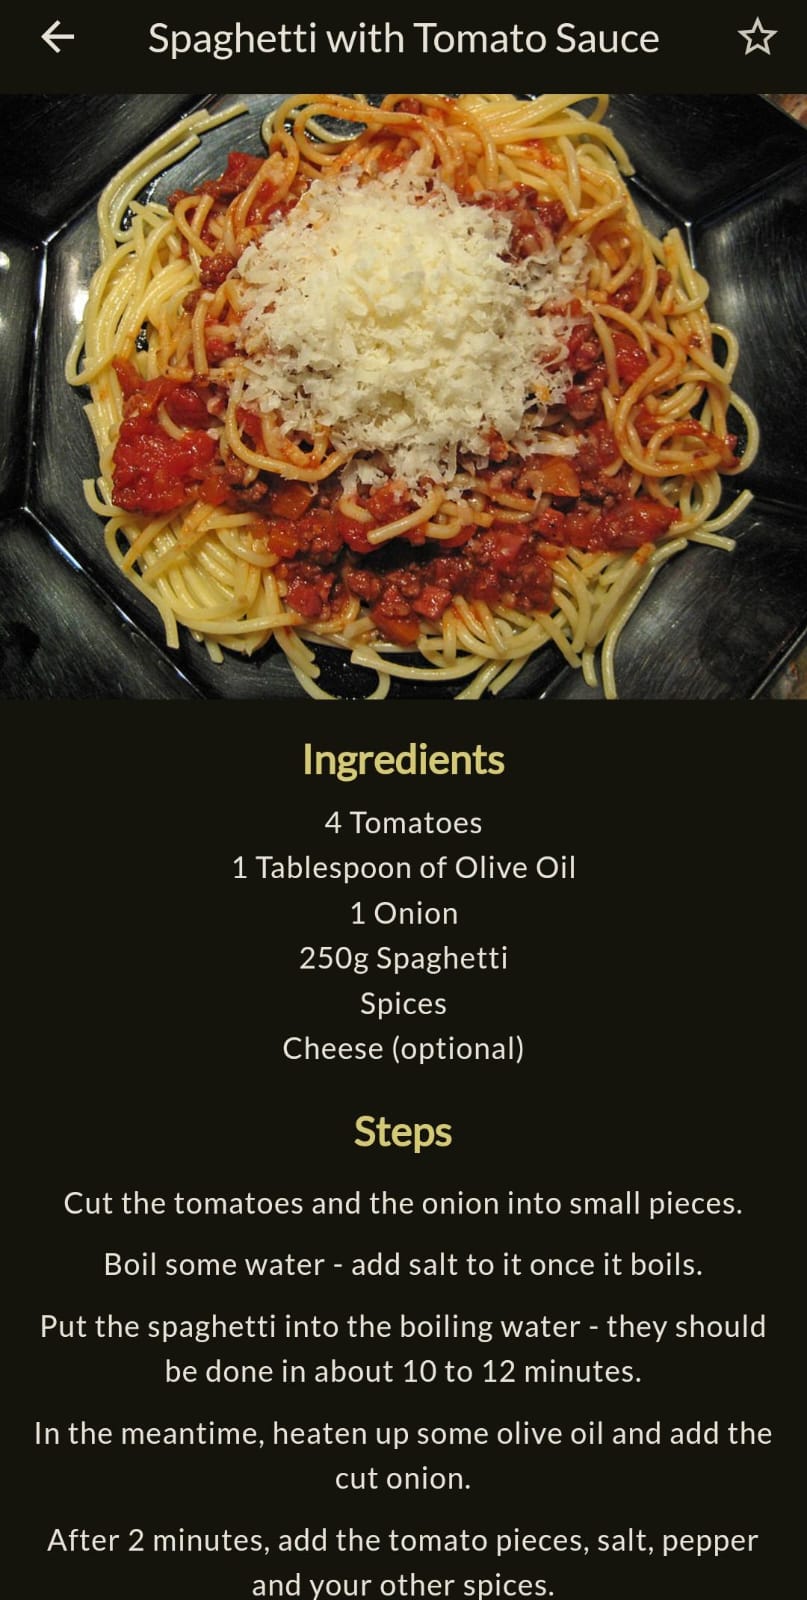 Spaghetti with Tomato Sauce
Ingredients
4 Tomatoes
1 Tablespoon of Olive Oil
1 Onion
250g Spaghetti
Spices
Cheese (optional)
Steps
Cut the tomatoes and the onion into small pieces.
Boil some water - add salt to it once it boils.
Put the spaghetti into the boiling water - they should
be done in about 10 to 12 minutes.
In the meantime, heaten up some olive oil and add the
cut onion.
After 2 minutes, add the tomato pieces, salt, pepper
and your other spices.